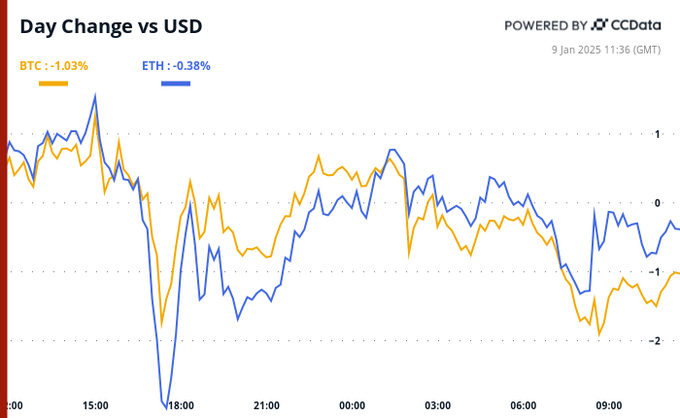 Day Change vs USD
POWERED BY CCData
9 Jan 2025 11:36 (GMT)
BTC : -1.03%
ETH : -0.38%
1
0
−1
−2
:00
15:00
18:00
21:00
00:00
03:00
06:00
09:00